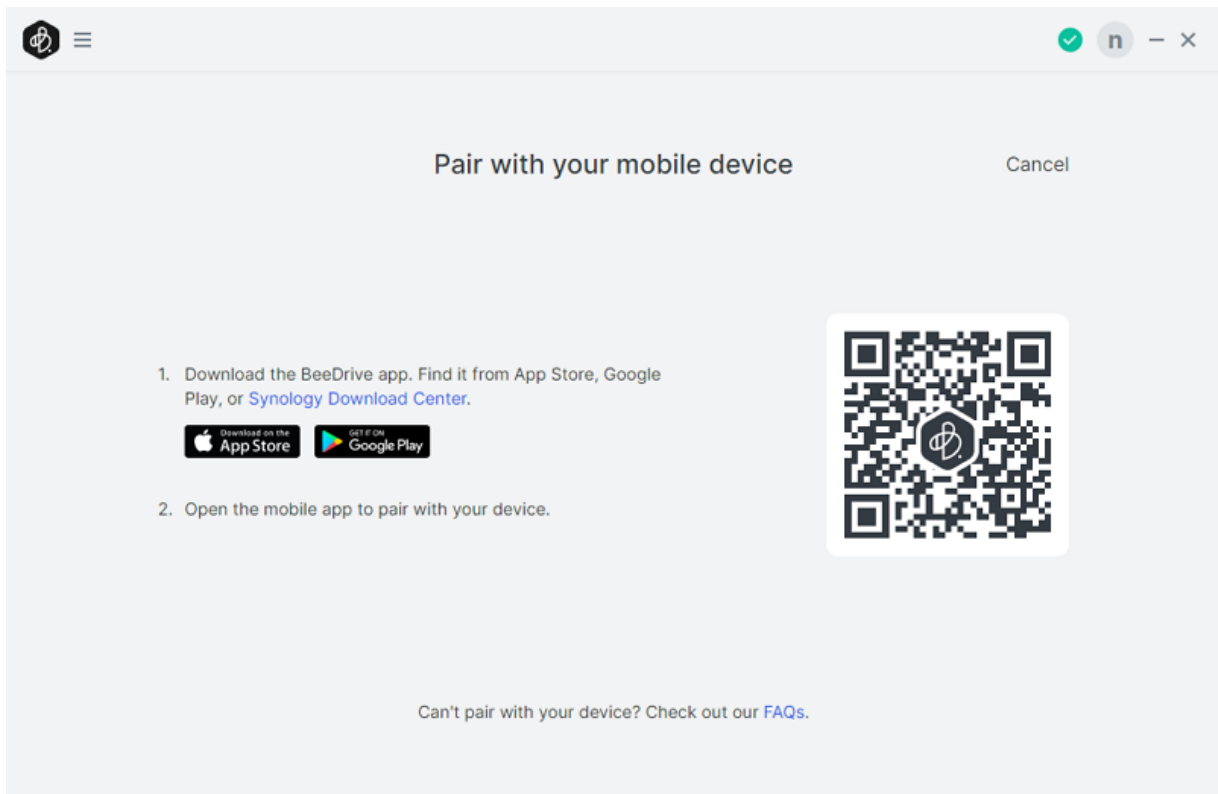 n
Pair with your mobile device
Cancel
1. Download the BeeDrive app. Find it from App Store, Google
Play, or Synology Download Center.
Download on the
App Store
GET IT ON
Google Play
2. Open the mobile app to pair with your device.
Can't pair with your device? Check out our FAQs.